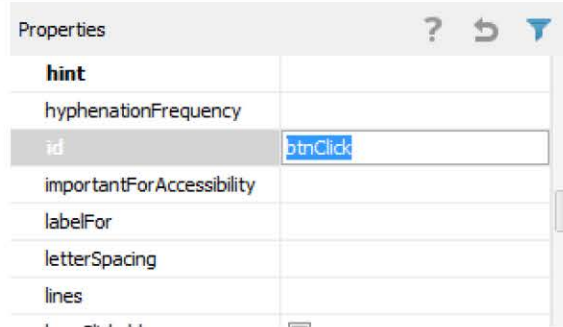 Properties ?
hint
hyphenationFrequency
id btnClick
importantForAccessibility
labelFor
letterSpacing
lines